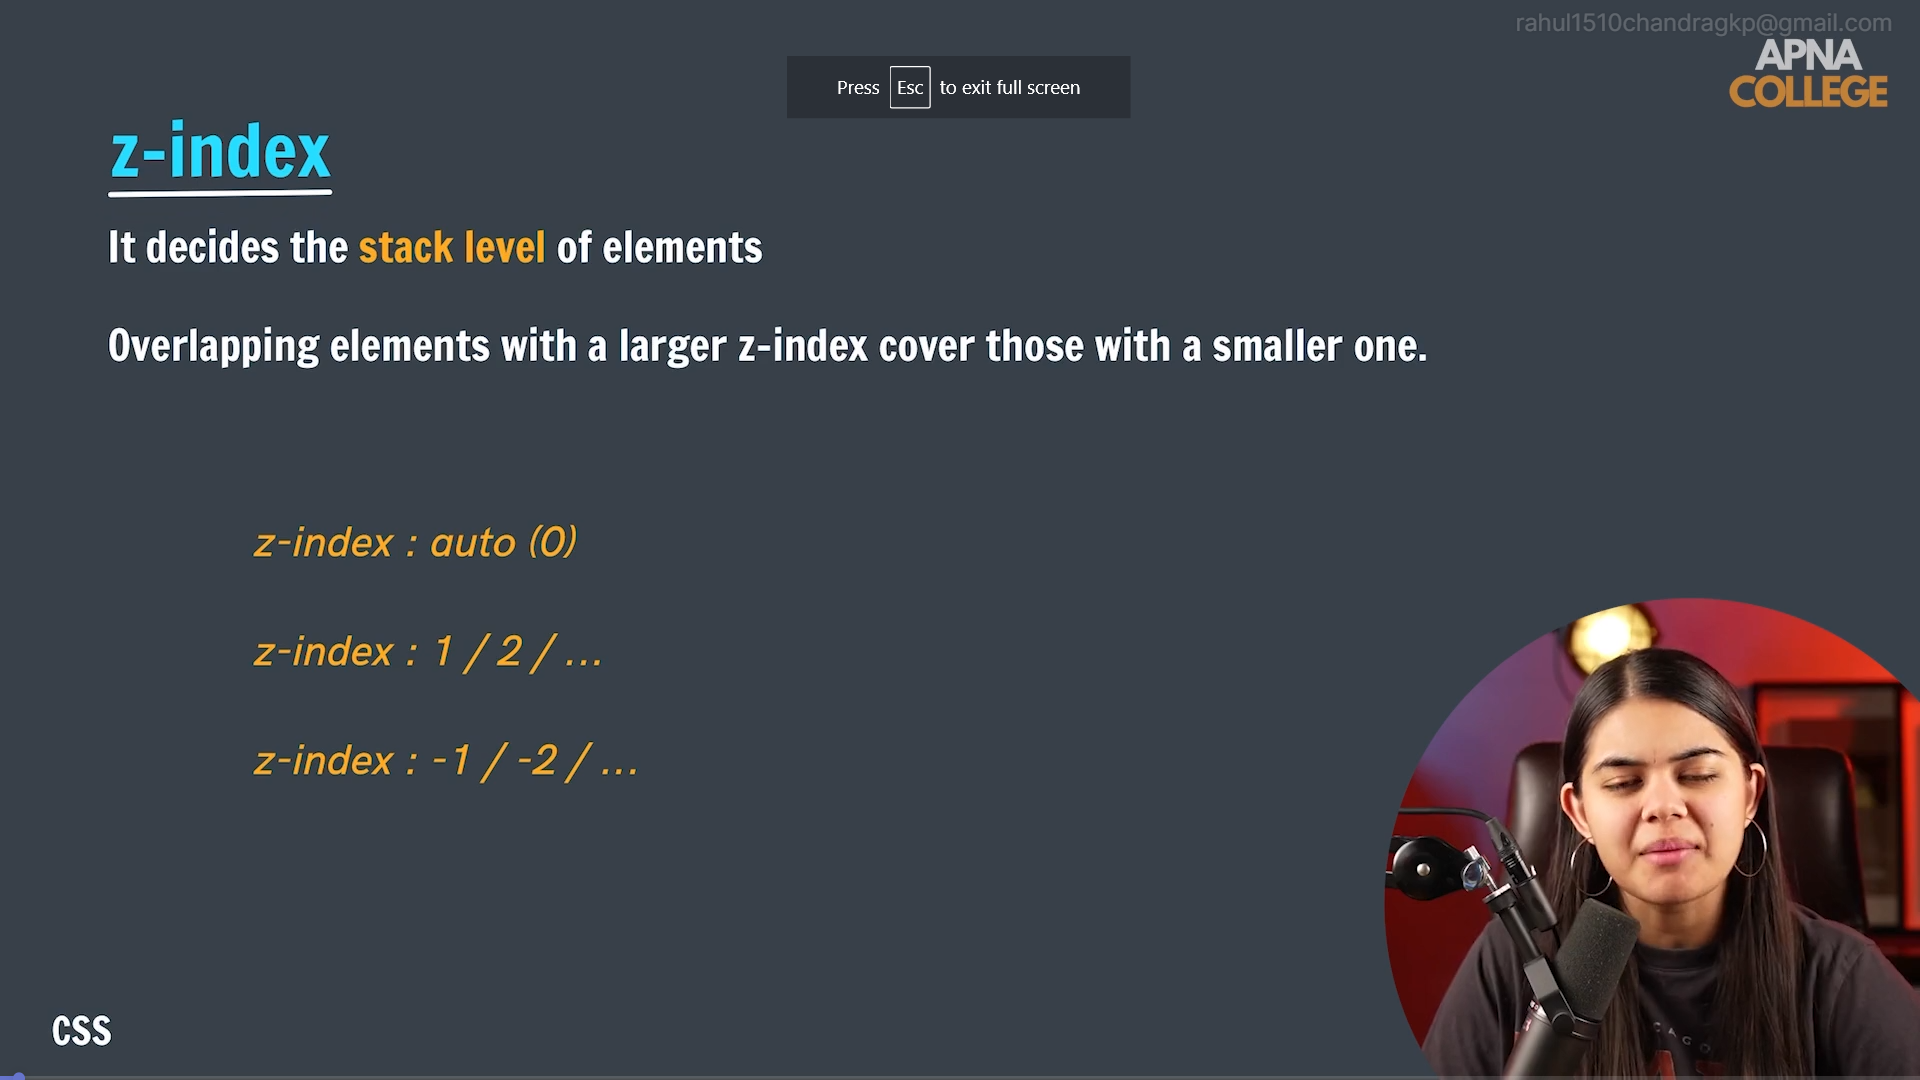 rahul1510chandragkp@gmail.com
APNA
COLLEGE
Press Esc to exit full screen
z-index
It decides the stack level of elements
Overlapping elements with a larger z-index cover those with a smaller one.
z-index : auto (0)
z-index : 1 / 2 / ...
z-index : -1 / -2 / ...
CSS